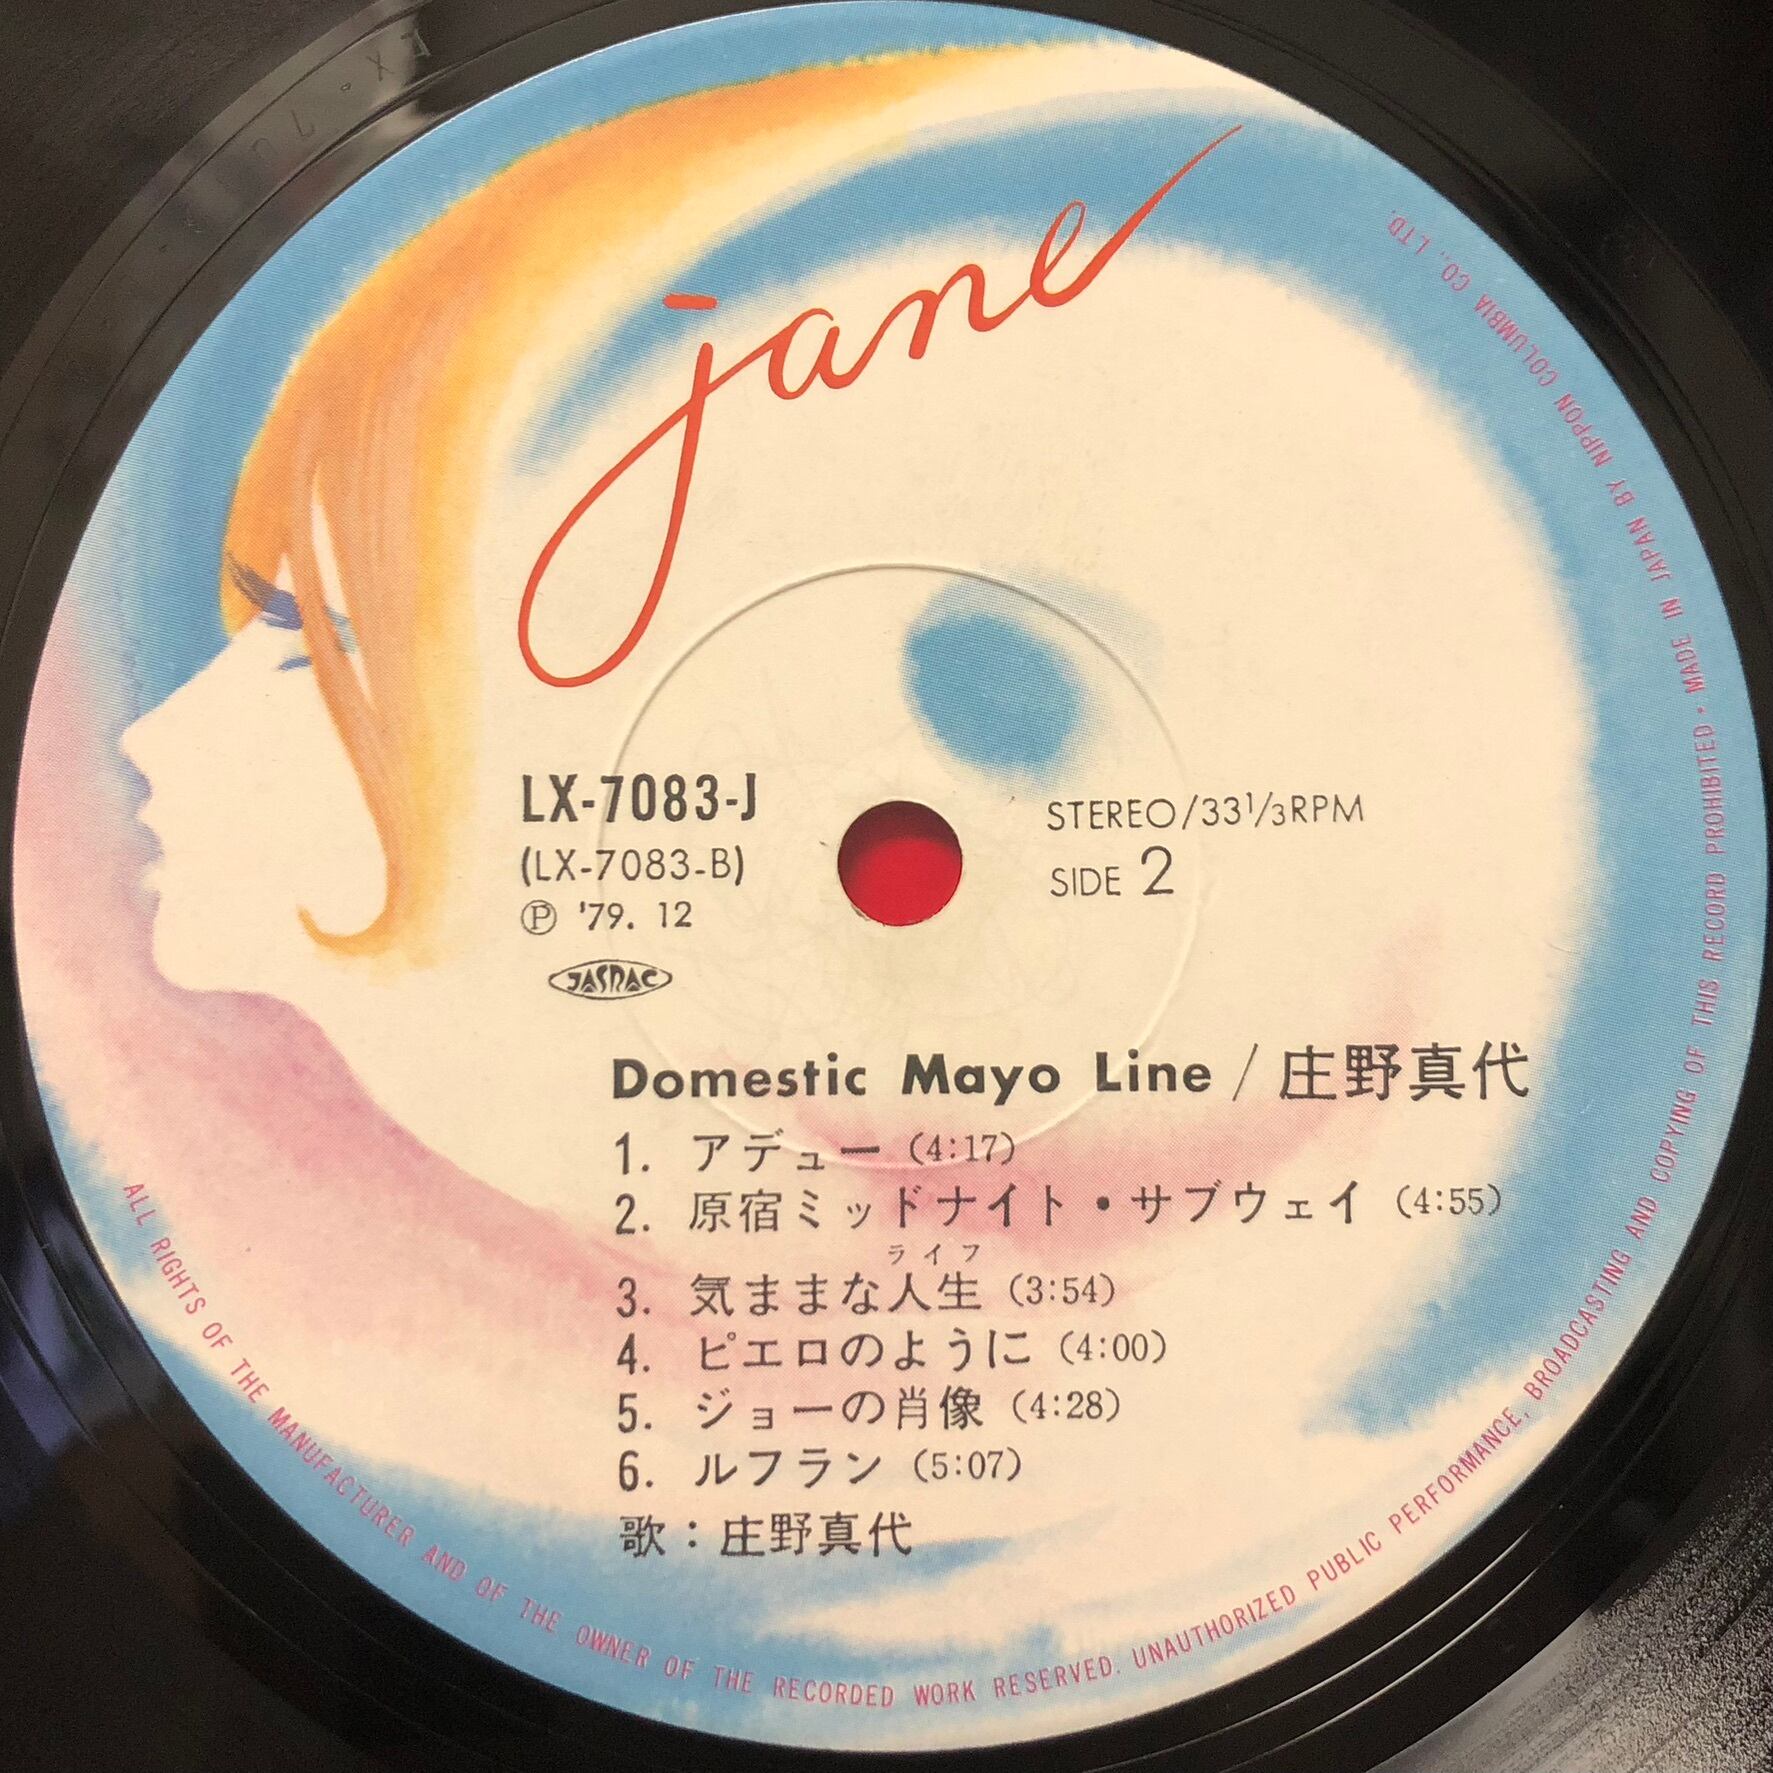 jane
LX-7083-J
(LX-7083-B)
Ⓟ '79. 12
JASRAC
STEREO/33 1/3 RPM
SIDE 2
Domestic Mayo Line / 庄野真代
1. アデュー (4:17)
2. 原宿ミッドナイト・サブウェイ (4:55)
ライフ
3. 気ままな人生 (3:54)
4. ピエロのように (4:00)
5. ジョーの肖像 (4:28)
6. ルフラン (5:07)
歌：庄野真代
ALL RIGHTS OF THE MANUFACTURER AND OF THE OWNER OF THE RECORDED WORK RESERVED. UNAUTHORIZED PUBLIC PERFORMANCE, BROADCASTING AND COPYING OF THIS RECORD PROHIBITED・MADE IN JAPAN BY NIPPON COLUMBIA CO., LTD.